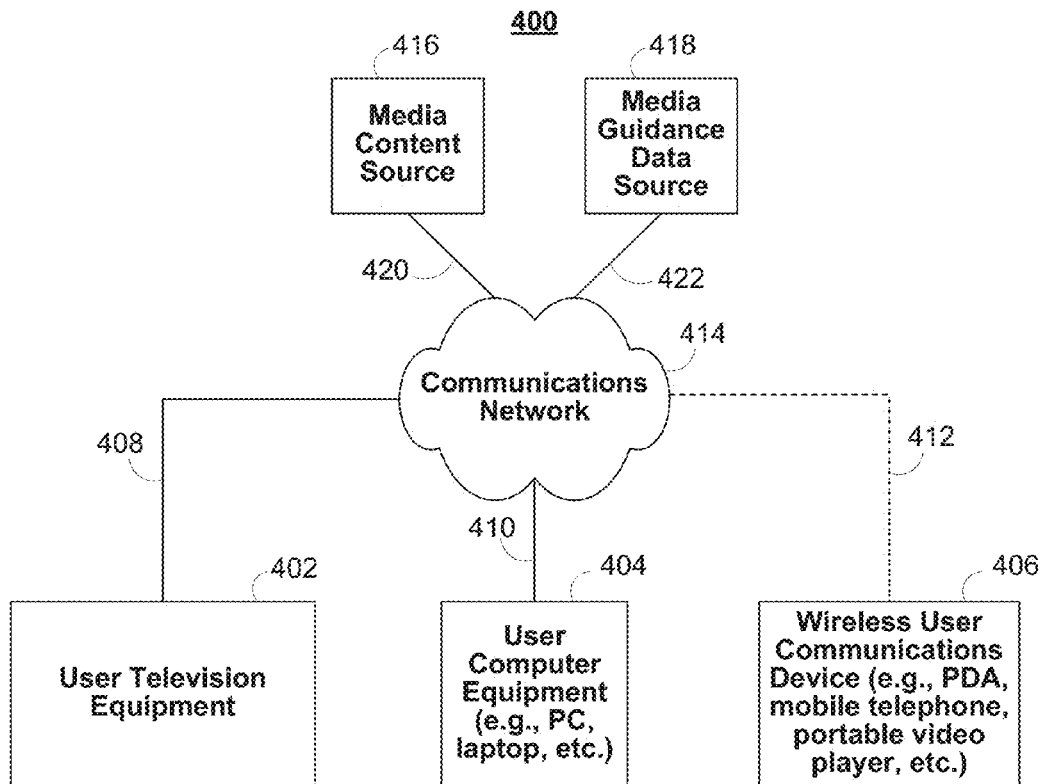 400
416
418
Media
Content
Source
Media
Guidance
Data
Source
420
422
414
Communications
Network
408
412
410
402
404
406
User Television
Equipment
User
Computer
Equipment
(e.g., PC,
laptop, etc.)
Wireless User
Communications
Device (e.g., PDA,
mobile telephone,
portable video
player, etc.)